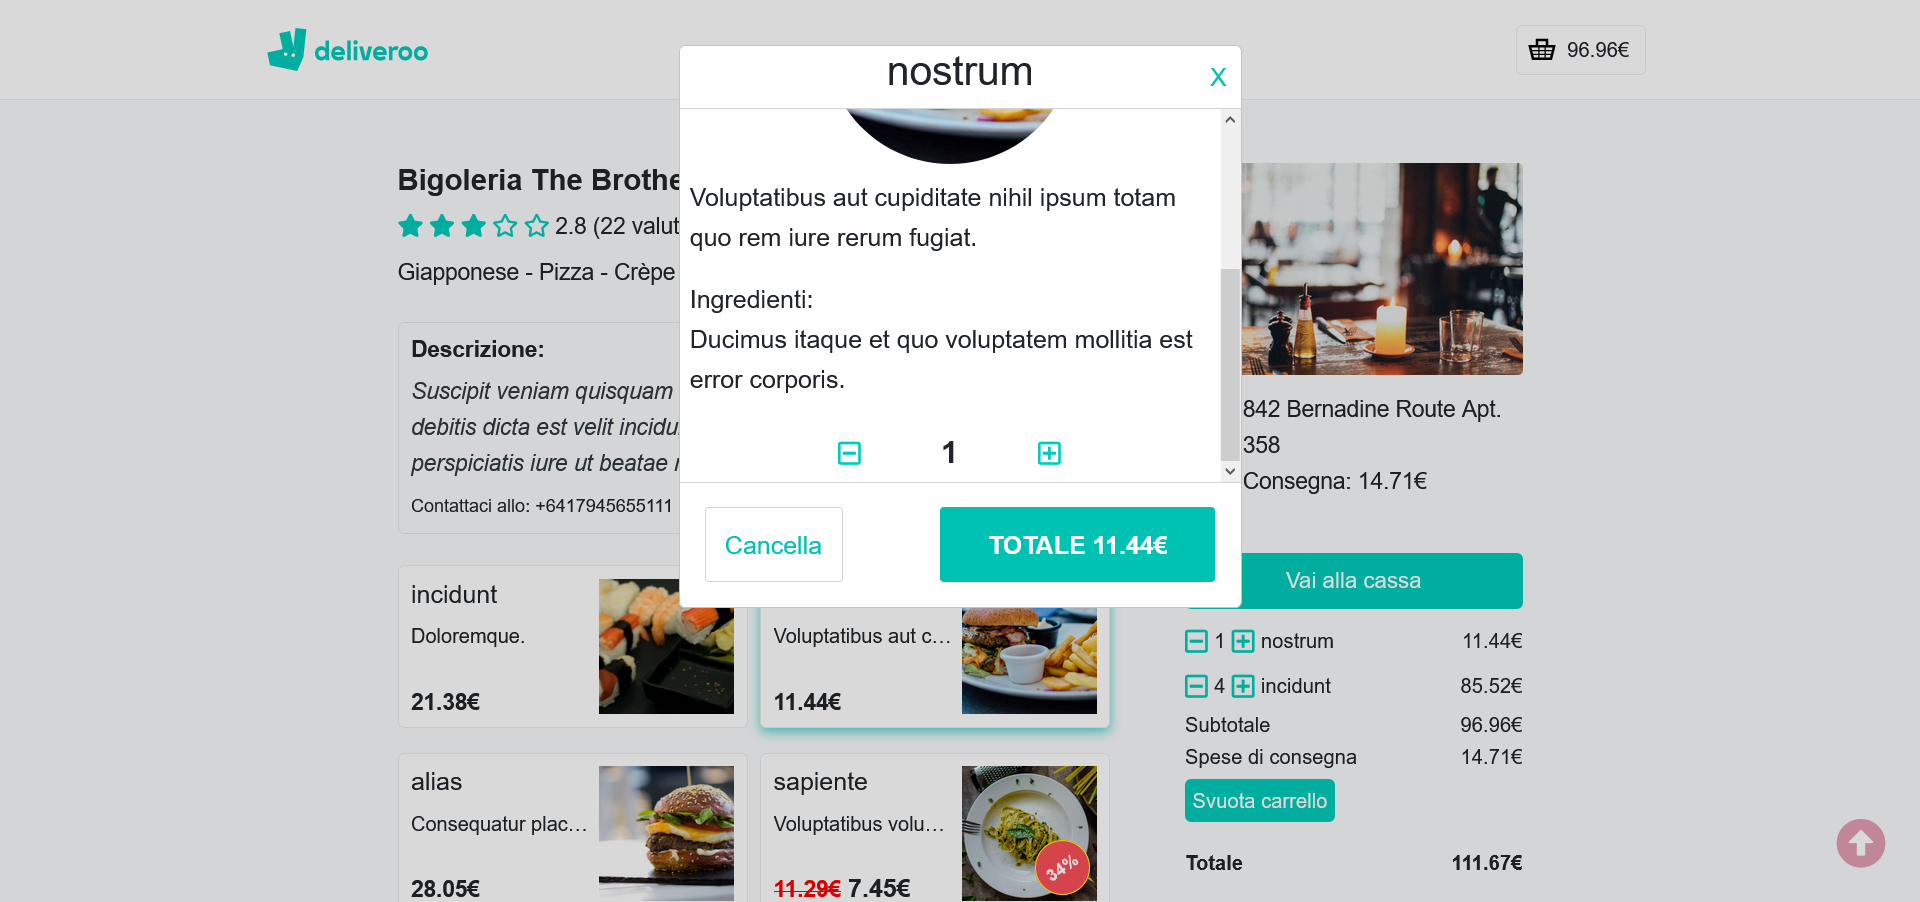 deliveroo
96.96€
nostrum
X
Voluptatibus aut cupiditate nihil ipsum totam
quo rem iure rerum fugiat.
Ingredienti:
Ducimus itaque et quo voluptatem mollitia est
error corporis.
1
Cancella
TOTALE 11.44€
Bigoleria The
2.8 (22
Giapponese - Pizza - Crèpe
Descrizione:
Suscipit veniam quisquam
debitis dicta est velit
perspiciatis iure ut beatae
Contattaci allo: +6417945655111
incidunt
Doloremque.
21.38€
Voluptatibus aut c...
11.44€
alias
Consequatur plac...
28.05€
sapiente
Voluptatibus volu...
11.29€ 7.45€
34%
842 Bernadine Route Apt.
358
Consegna: 14.71€
Vai alla cassa
1 nostrum 11.44€
4 incidunt 85.52€
Subtotale 96.96€
Spese di consegna 14.71€
Svuota carrello
Totale 111.67€